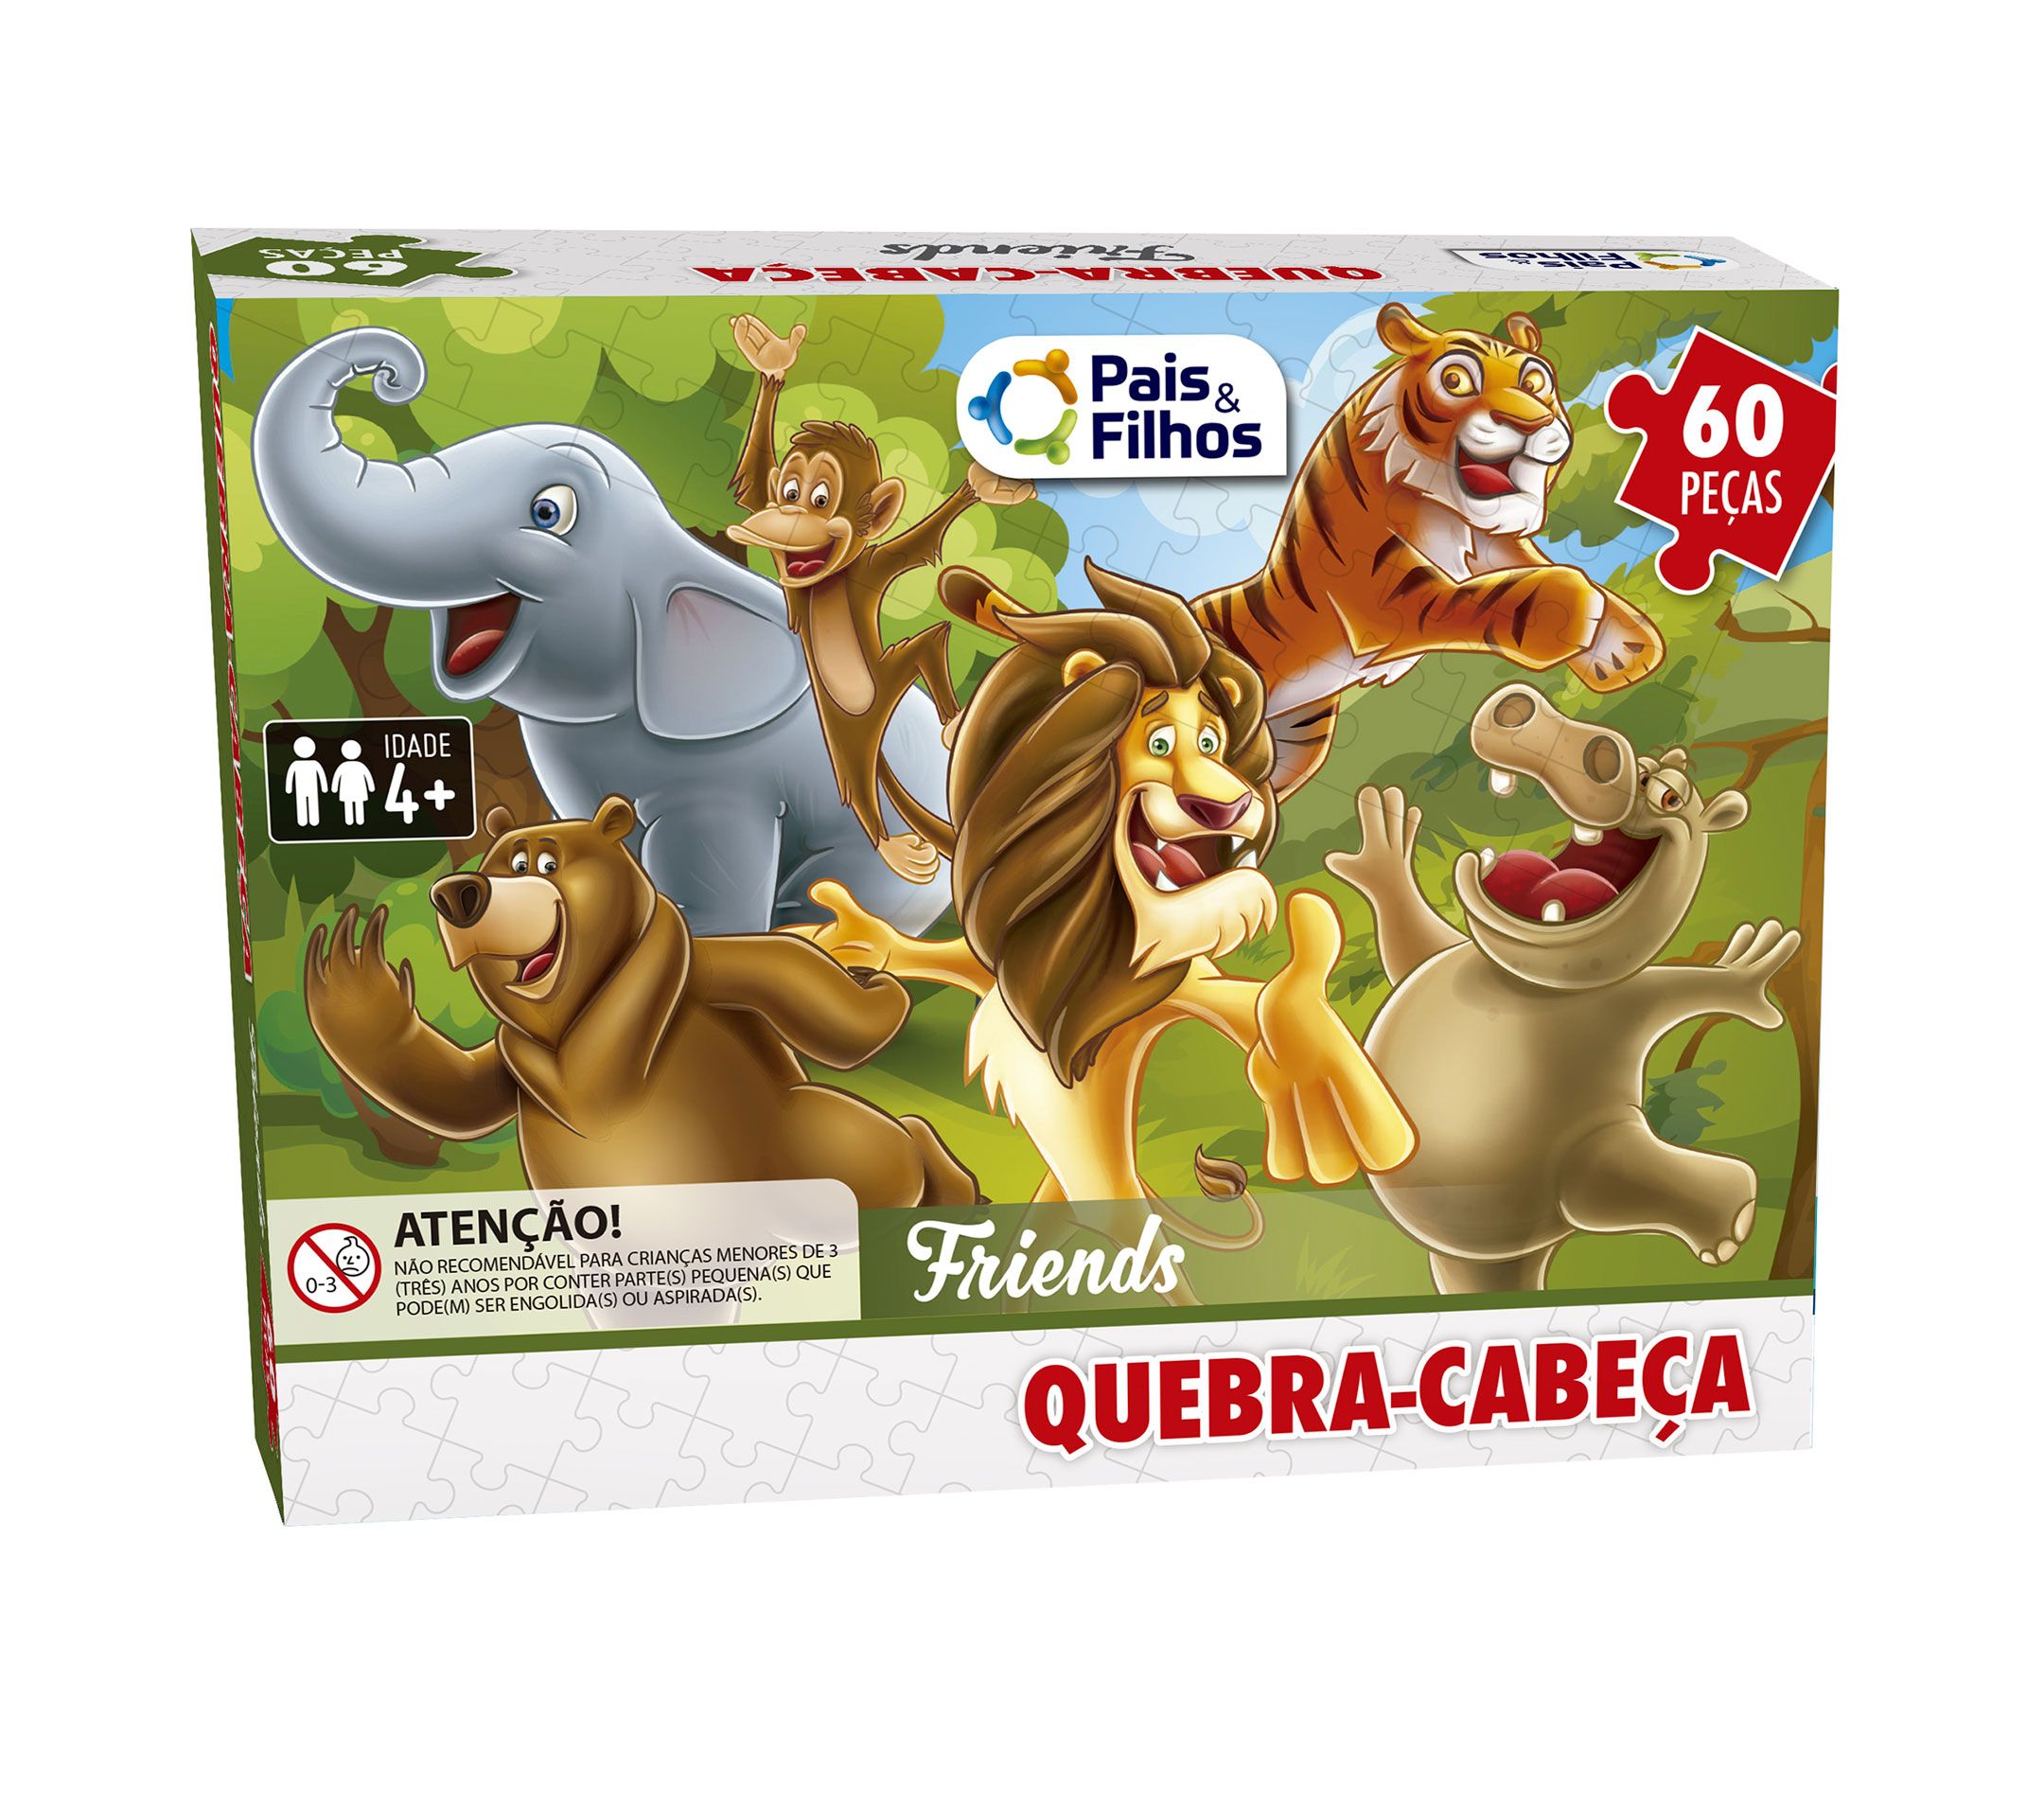 60
PEÇAS
Friends
QUEBRA-CABEÇA
Pais &
Filhos
Pais &
Filhos
60
PEÇAS
IDADE
4+
ATENÇÃO!
NÃO RECOMENDÁVEL PARA CRIANÇAS MENORES DE 3
(TRÊS) ANOS POR CONTER PARTE(S) PEQUENA(S) QUE
PODE(M) SER ENGOLIDA(S) OU ASPIRADA(S).
0-3
Friends
QUEBRA-CABEÇA